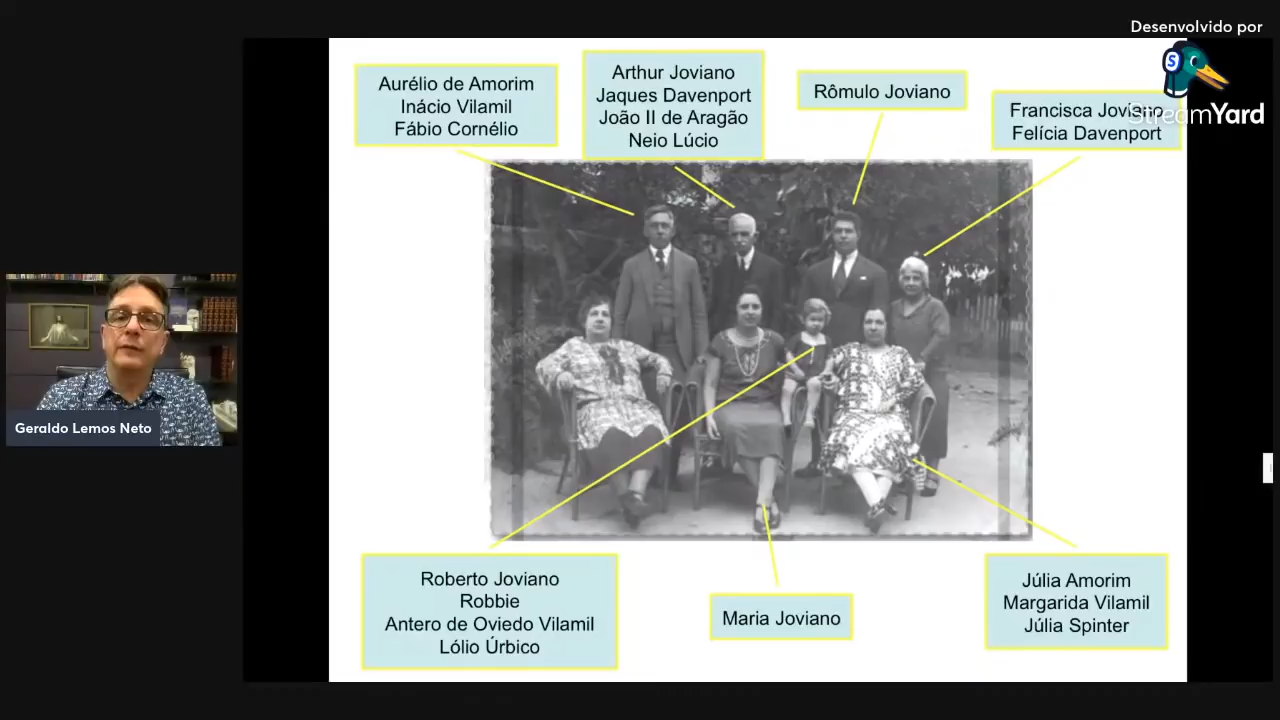 Desenvolvido por
StreamYard
Aurélio de Amorim
Inácio Vilamil
Fábio Cornélio
Arthur Joviano
Jaques Davenport
João II de Aragão
Neio Lúcio
Rômulo Joviano
Francisca Joviano
Felícia Davenport
Geraldo Lemos Neto
Roberto Joviano
Robbie
Antero de Oviedo Vilamil
Lólio Úrbico
Maria Joviano
Júlia Amorim
Margarida Vilamil
Júlia Spinter